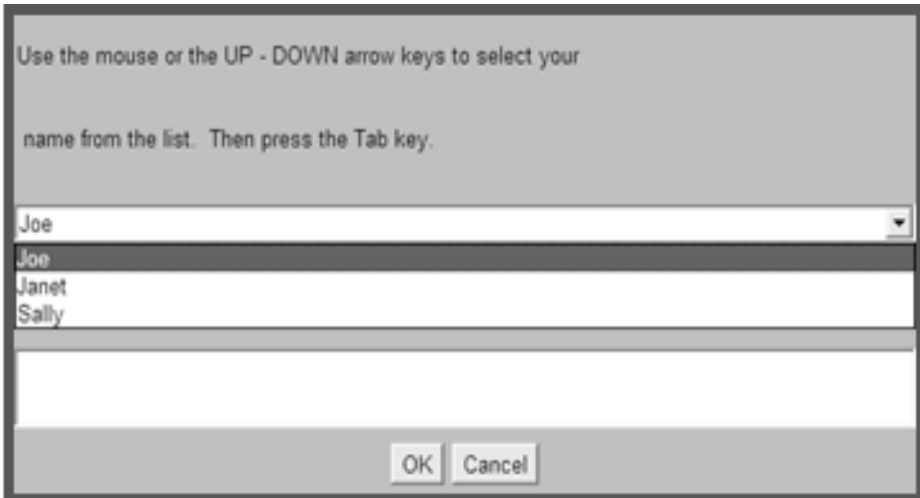 Use the mouse or the UP - DOWN arrow keys to select your
name from the list.  Then press the Tab key.
Joe
Joe
Janet
Sally
OK Cancel